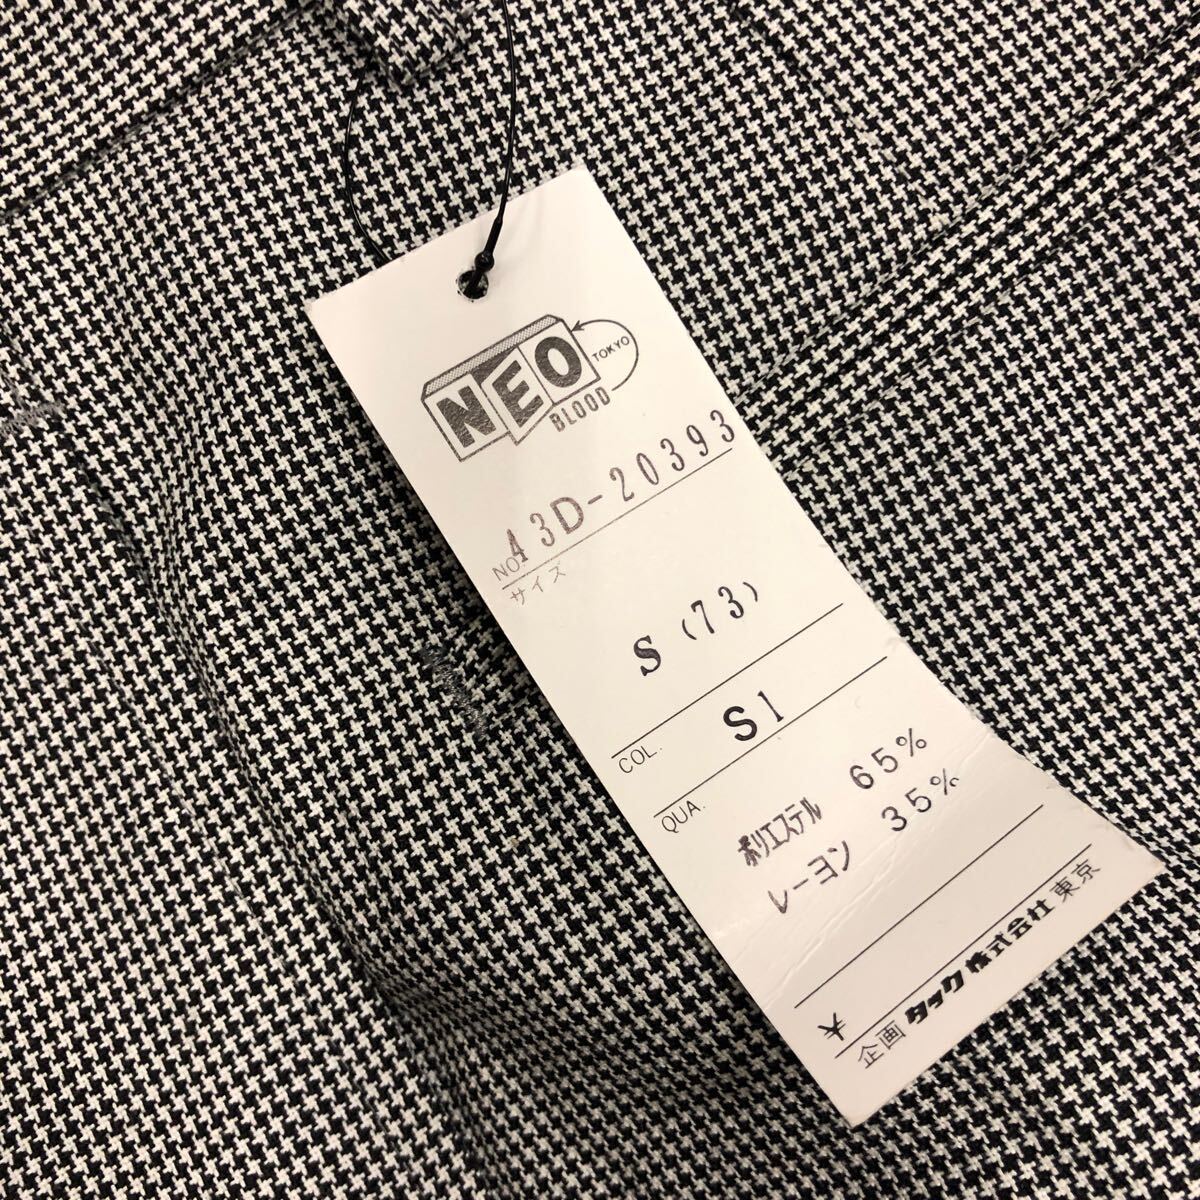 NEO
TOKYO
BLOOD
NO. 43D-20393
サイズ
S (73)
COL. S1
QUA.
ポリエステル 65%
レーヨン 35%
¥
企画 タック株式会社 東京